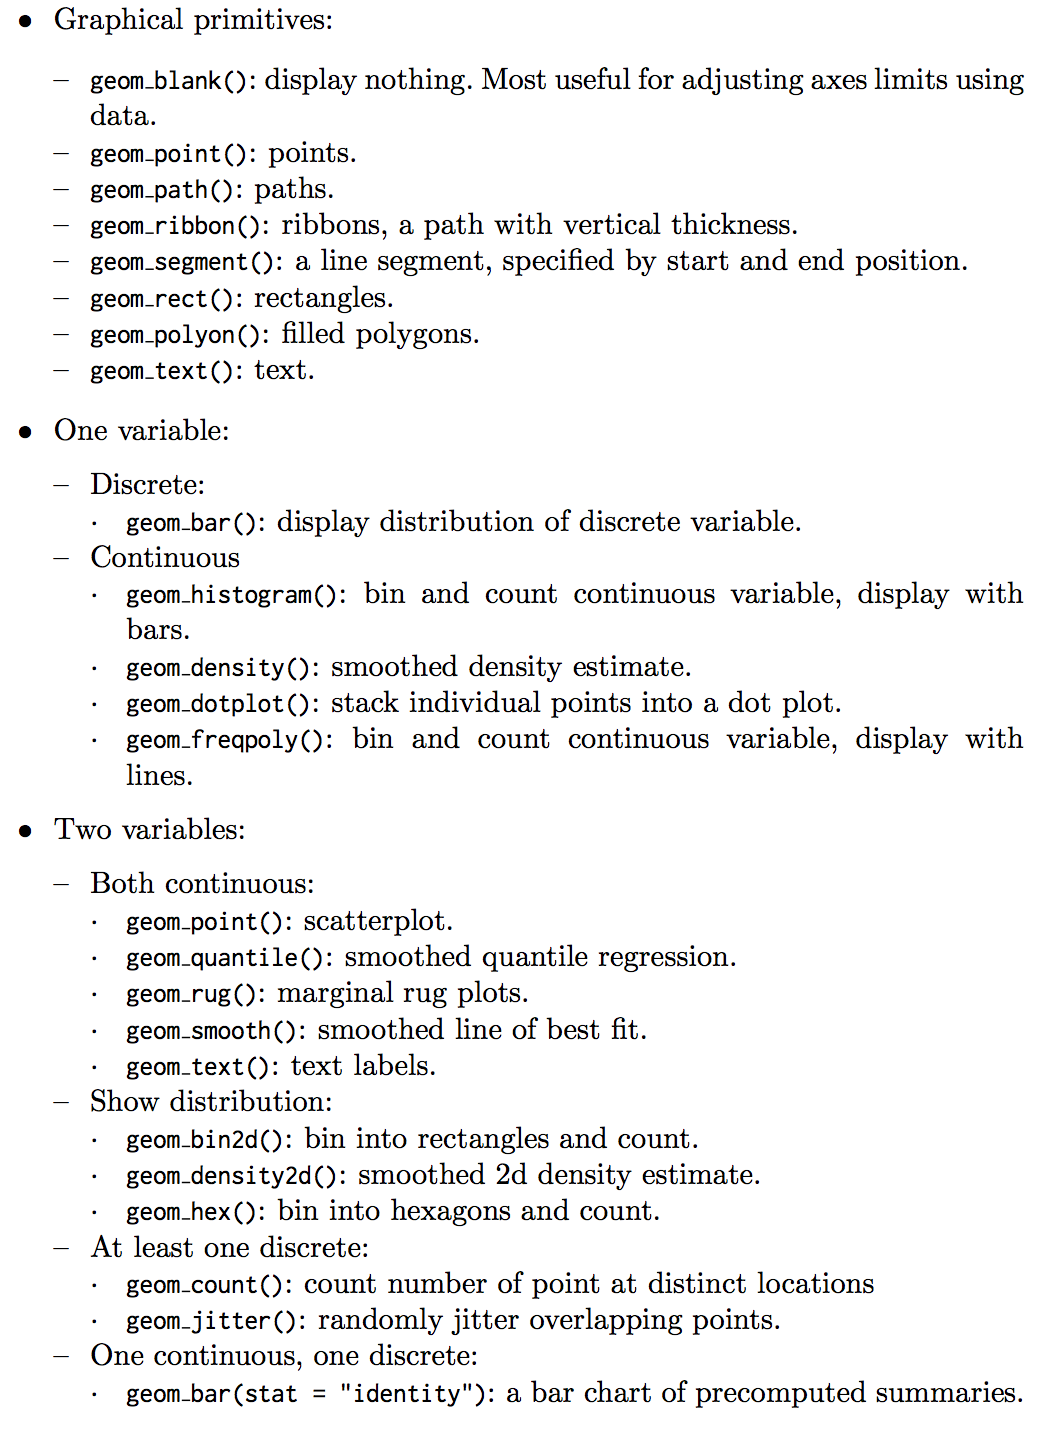 • Graphical primitives:
– geom_blank(): display nothing. Most useful for adjusting axes limits using
data.
– geom_point(): points.
– geom_path(): paths.
– geom_ribbon(): ribbons, a path with vertical thickness.
– geom_segment(): a line segment, specified by start and end position.
– geom_rect(): rectangles.
– geom_polyon(): filled polygons.
– geom_text(): text.
• One variable:
– Discrete:
· geom_bar(): display distribution of discrete variable.
– Continuous
· geom_histogram(): bin and count continuous variable, display with
bars.
· geom_density(): smoothed density estimate.
· geom_dotplot(): stack individual points into a dot plot.
· geom_freqpoly(): bin and count continuous variable, display with
lines.
• Two variables:
– Both continuous:
· geom_point(): scatterplot.
· geom_quantile(): smoothed quantile regression.
· geom_rug(): marginal rug plots.
· geom_smooth(): smoothed line of best fit.
· geom_text(): text labels.
– Show distribution:
· geom_bin2d(): bin into rectangles and count.
· geom_density2d(): smoothed 2d density estimate.
· geom_hex(): bin into hexagons and count.
– At least one discrete:
· geom_count(): count number of point at distinct locations
· geom_jitter(): randomly jitter overlapping points.
– One continuous, one discrete:
· geom_bar(stat = "identity"): a bar chart of precomputed summaries.